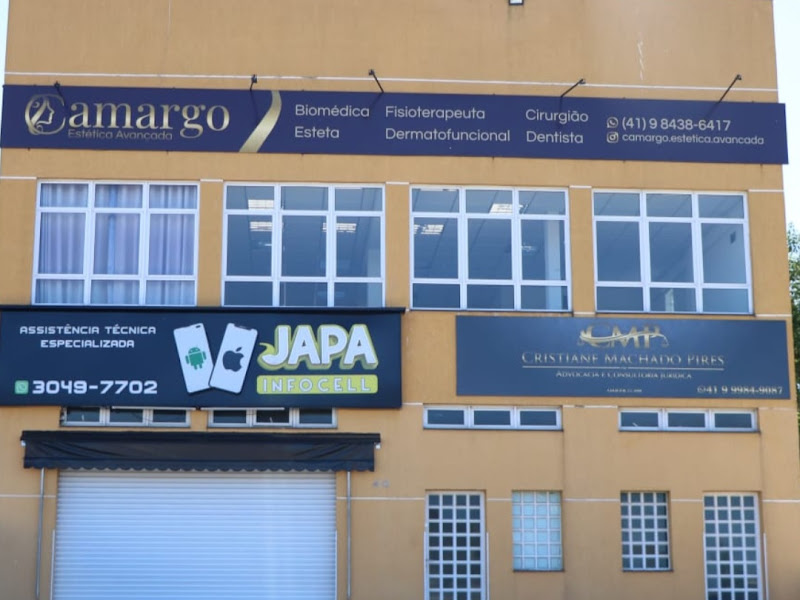 Camargo
Estética Avançada
Biomédica
Esteta
Fisioterapeuta
Dermatofuncional
Cirurgião
Dentista
(41) 9 8438-6417
camargo.estetica.avancada
ASSISTÊNCIA TÉCNICA
ESPECIALIZADA
3049-7702
JAPA
INFOCELL
CMP
CRISTIANE MACHADO PIRES
ADVOCACIA E CONSULTORIA JURÍDICA
41 9 9984-9087